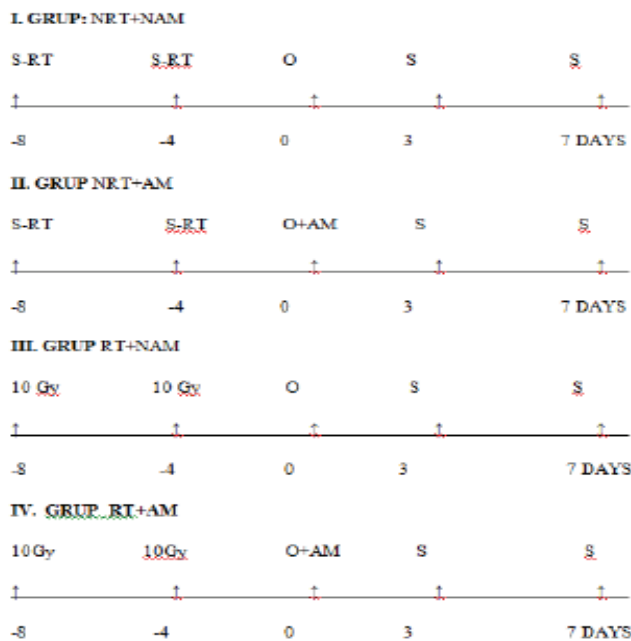 I. GRUP: NRT+NAM
S-RT S-RT O S S
↑ ↑ ↑ ↑ ↑
-8 -4 0 3 7 DAYS
II. GRUP NRT+AM
S-RT S-RT O+AM S S
↑ ↑ ↑ ↑ ↑
-8 -4 0 3 7 DAYS
III. GRUP RT+NAM
10 Gy 10 Gy O S S
↑ ↑ ↑ ↑ ↑
-8 -4 0 3 7 DAYS
IV. GRUP RT+AM
10Gy 10Gy O+AM S S
↑ ↑ ↑ ↑ ↑
-8 -4 0 3 7 DAYS